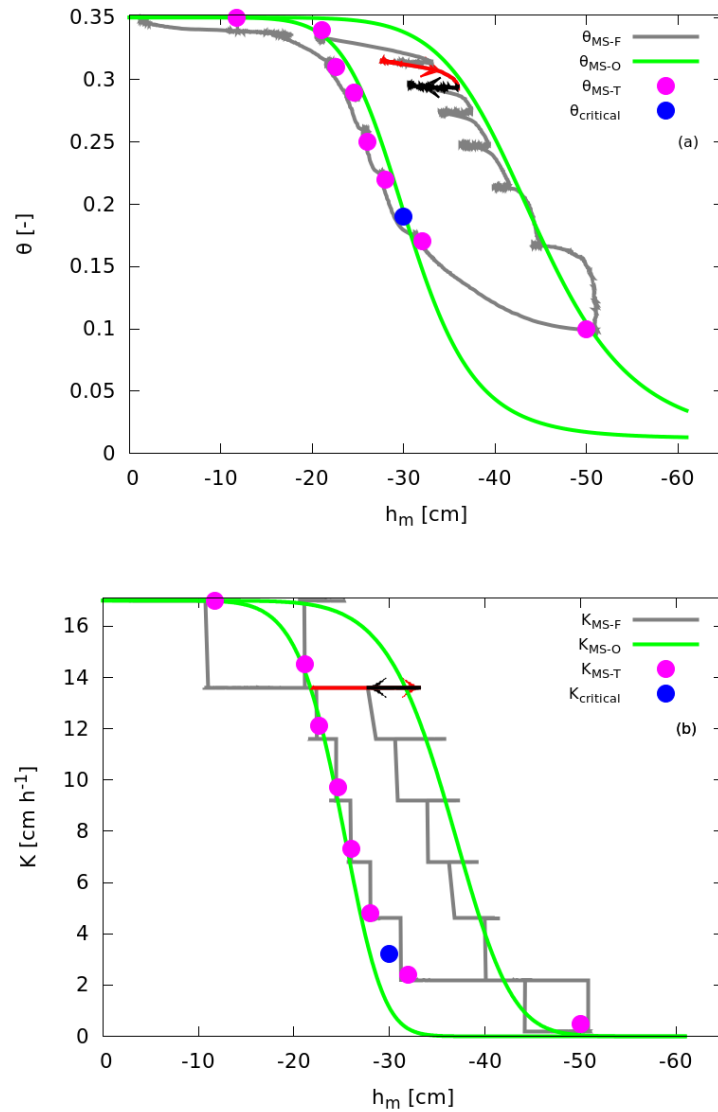 0.35
0.3
0.25
0.2
0.15
0.1
0.05
0
θ [-]
θMS-F
θMS-O
θMS-T
θcritical
(a)
0 -10 -20 -30 -40 -50 -60
hm [cm]
16
14
12
10
8
6
4
2
0
K [cm h-1]
KMS-F
KMS-O
KMS-T
Kcritical
(b)
0 -10 -20 -30 -40 -50 -60
hm [cm]